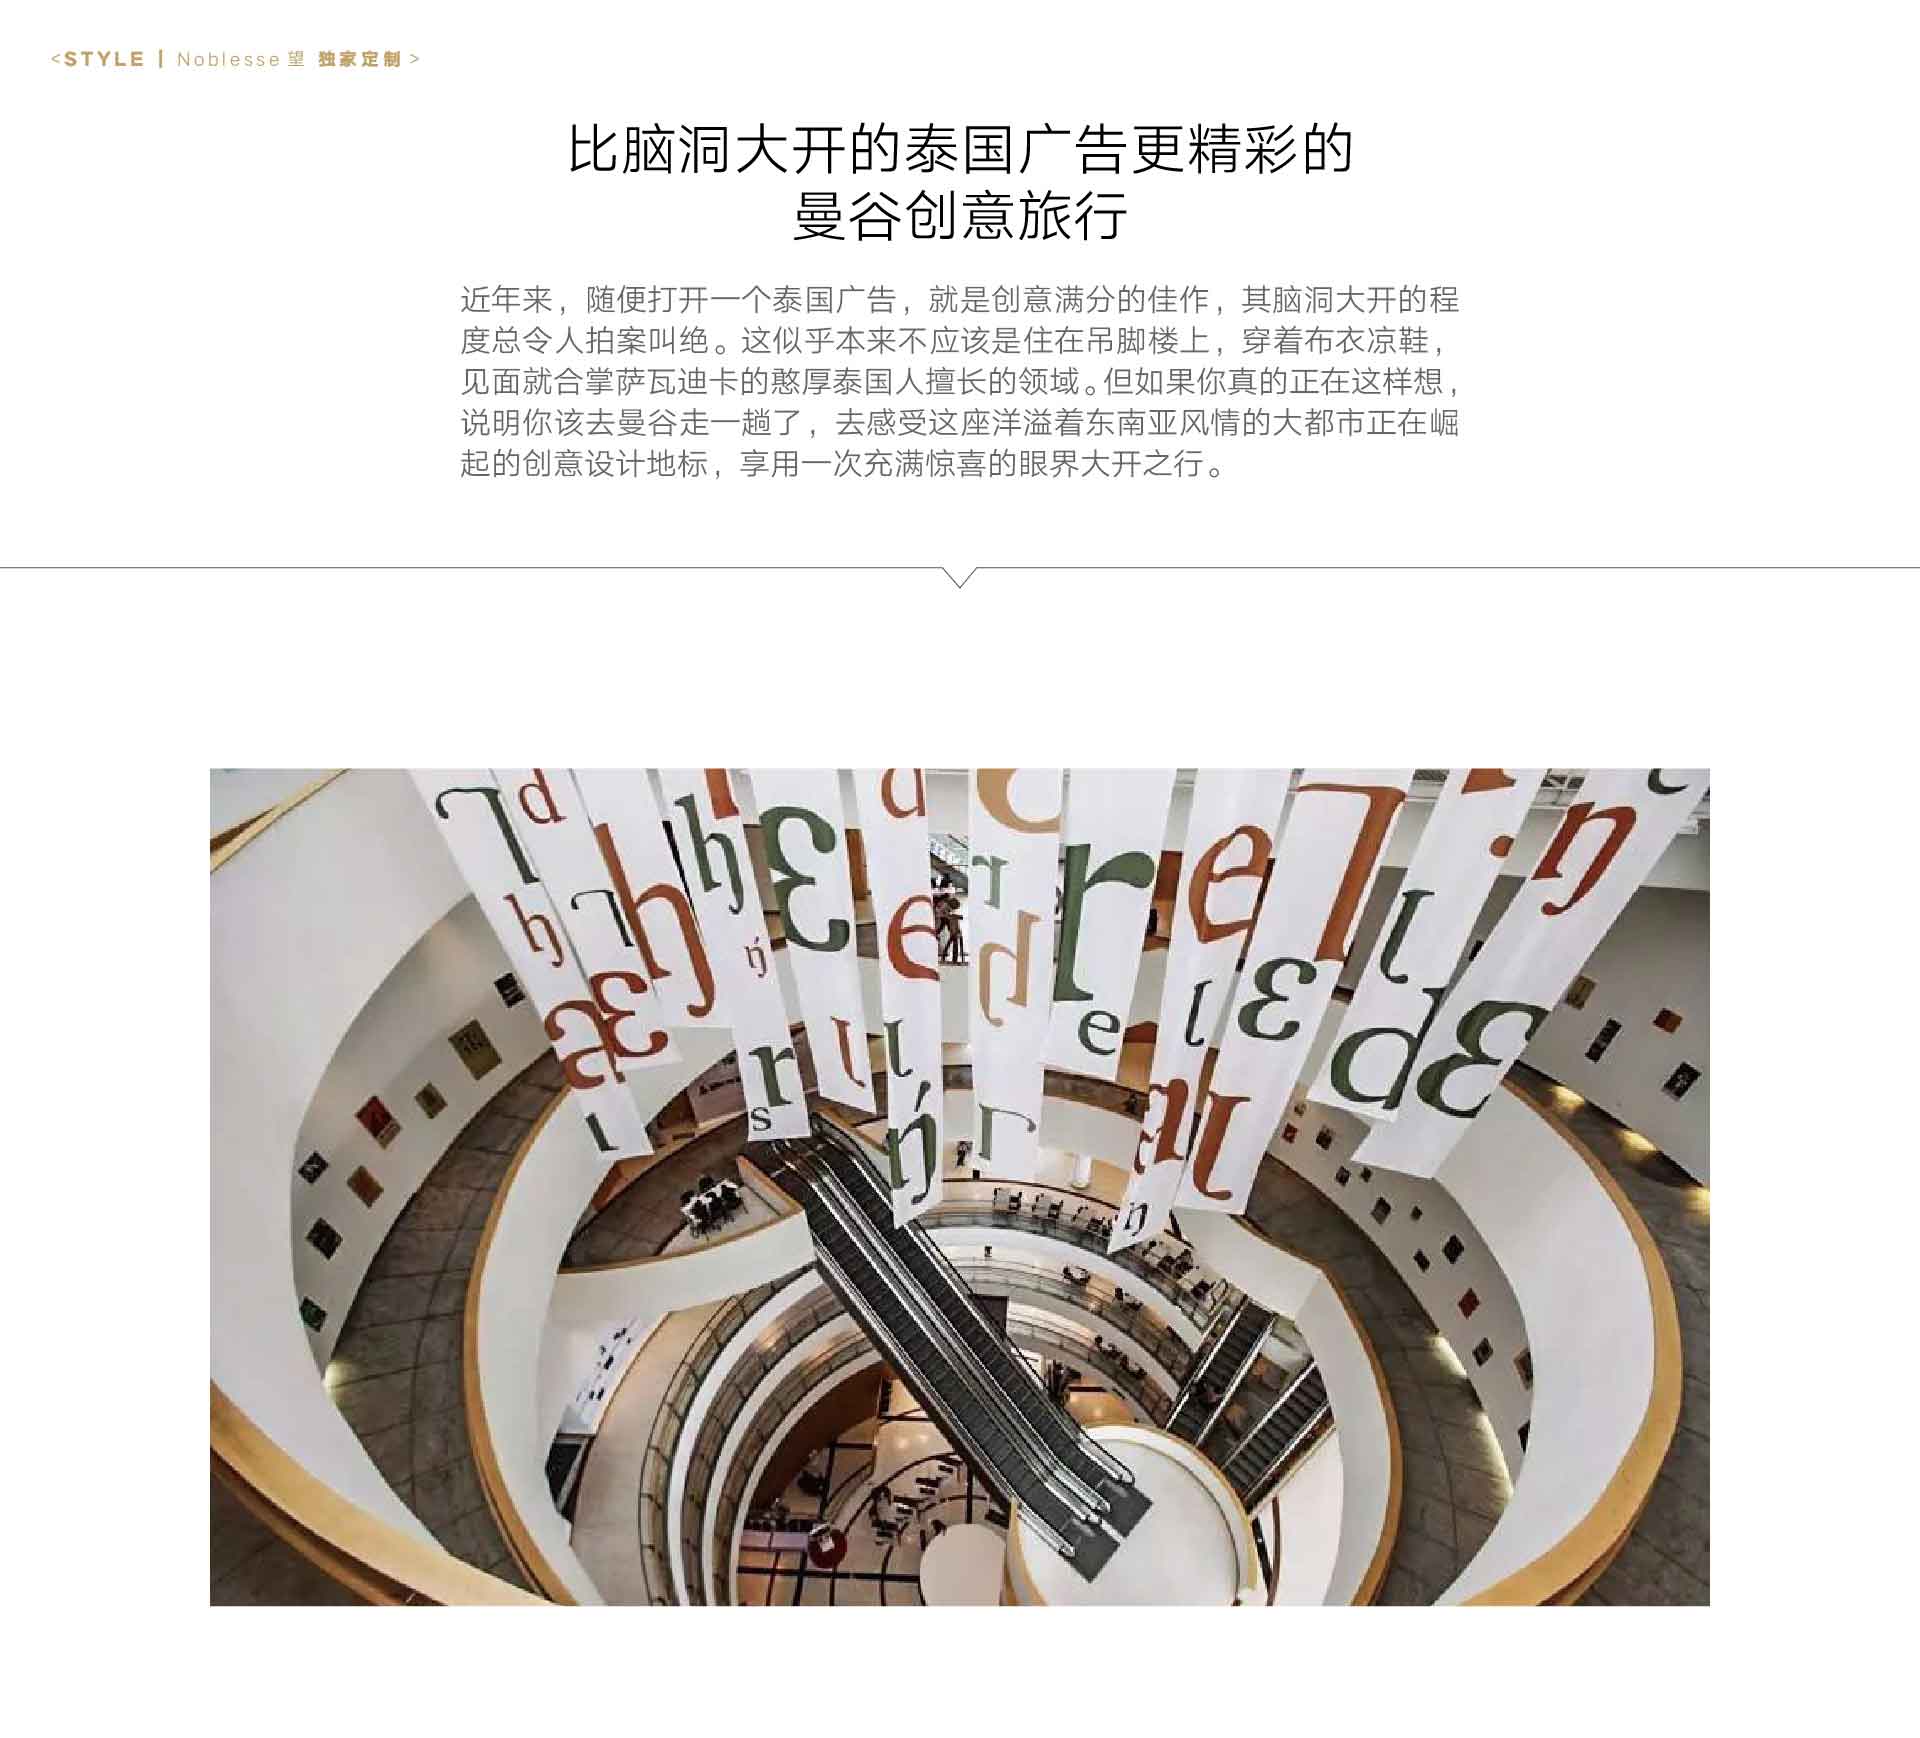 <STYLE | Noblesse 望 独家定制>
比脑洞大开的泰国广告更精彩的
曼谷创意旅行
近年来，随便打开一个泰国广告，就是创意满分的佳作，其脑洞大开的程
度总令人拍案叫绝。这似乎本来不应该是住在吊脚楼上，穿着布衣凉鞋，
见面就合掌萨瓦迪卡的憨厚泰国人擅长的领域。但如果你真的正在这样想，
说明你该去曼谷走一趟了，去感受这座洋溢着东南亚风情的大都市正在崛
起的创意设计地标，享用一次充满惊喜的眼界大开之行。